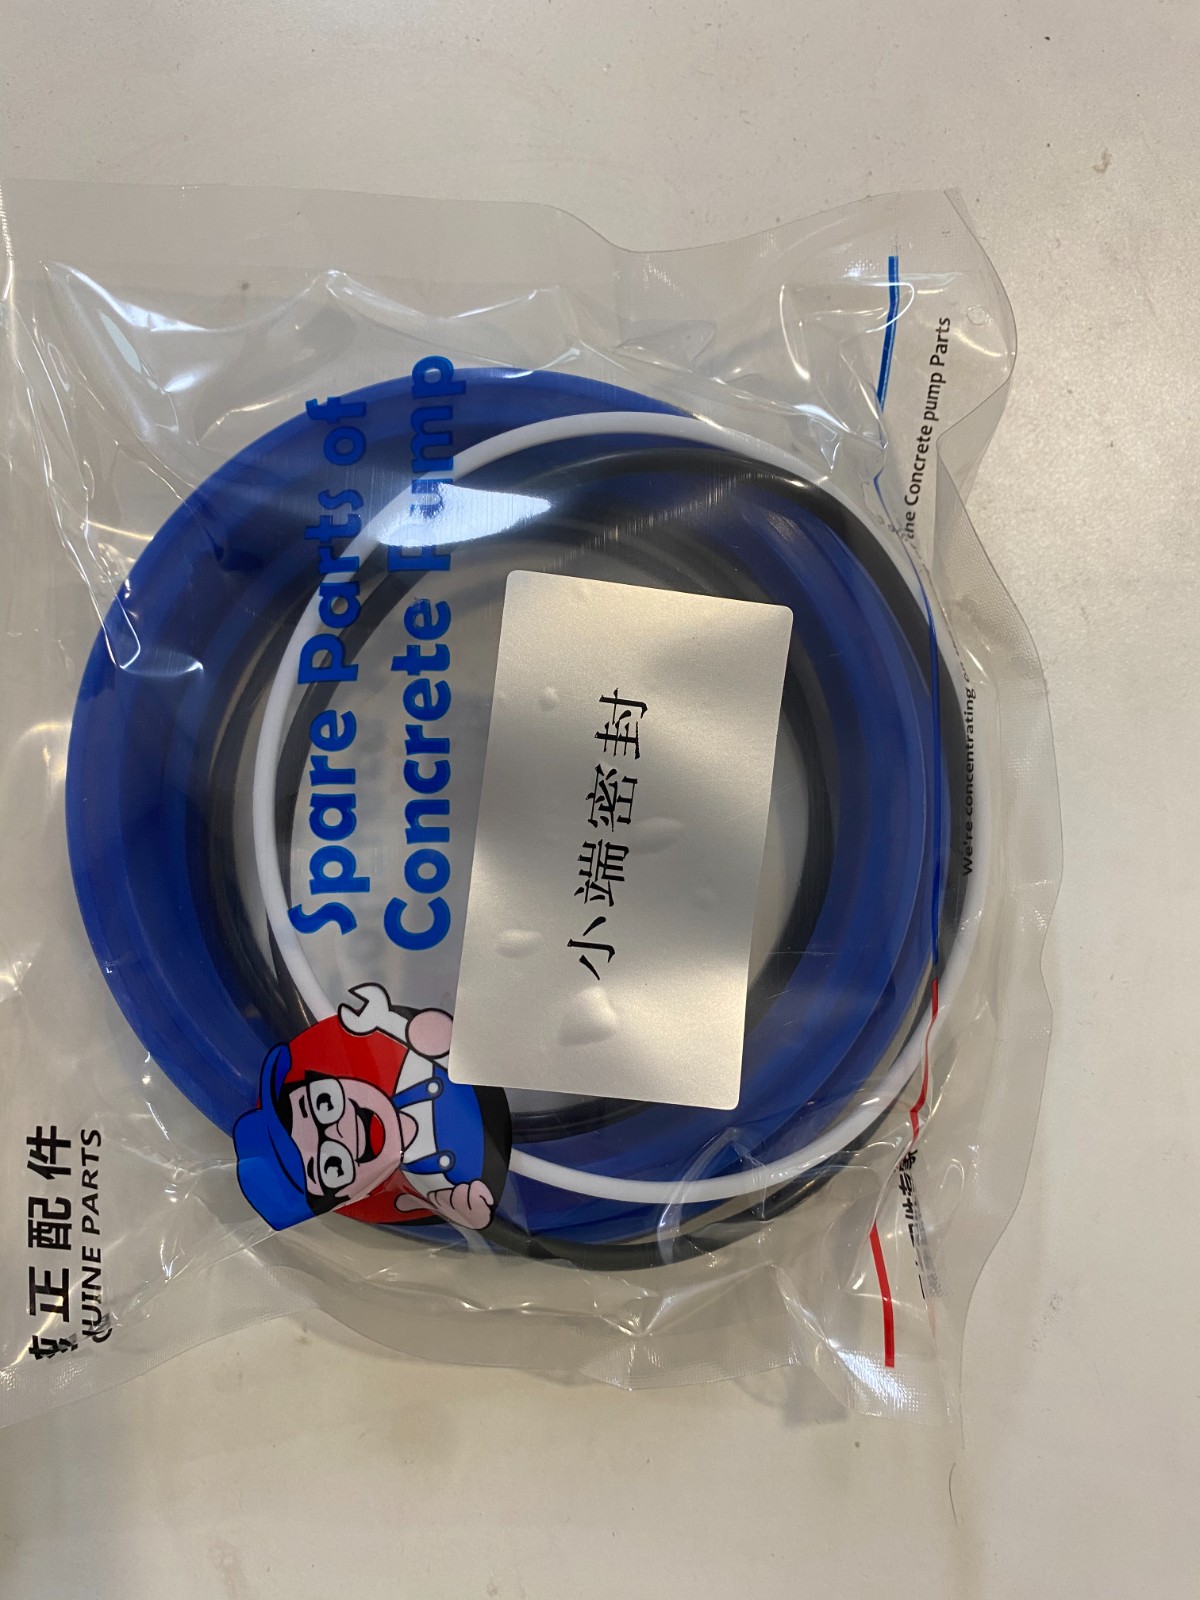 正配件
UINE PARTS
Spare Parts of
Concrete Pump
小端密封
We're concentrating
the Concrete pump Parts